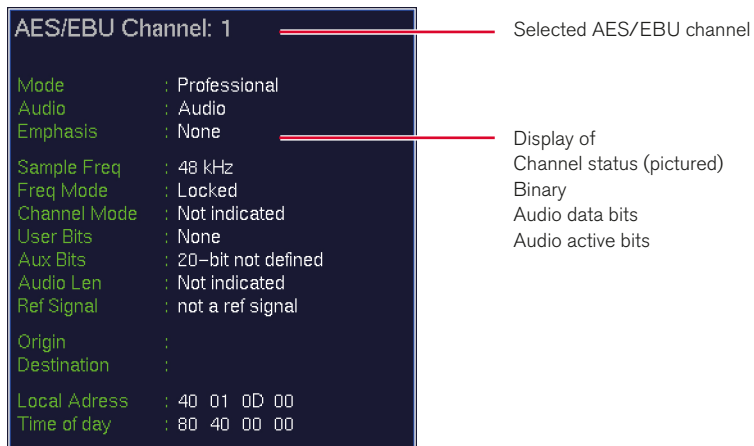 AES/EBU Channel: 1
Mode : Professional
Audio : Audio
Emphasis : None
Sample Freq : 48 kHz
Freq Mode : Locked
Channel Mode : Not indicated
User Bits : None
Aux Bits : 20-bit not defined
Audio Len : Not indicated
Ref Signal : not a ref signal
Origin :
Destination :
Local Adress : 40 01 0D 00
Time of day : 80 40 00 00
Selected AES/EBU channel
Display of
Channel status (pictured)
Binary
Audio data bits
Audio active bits